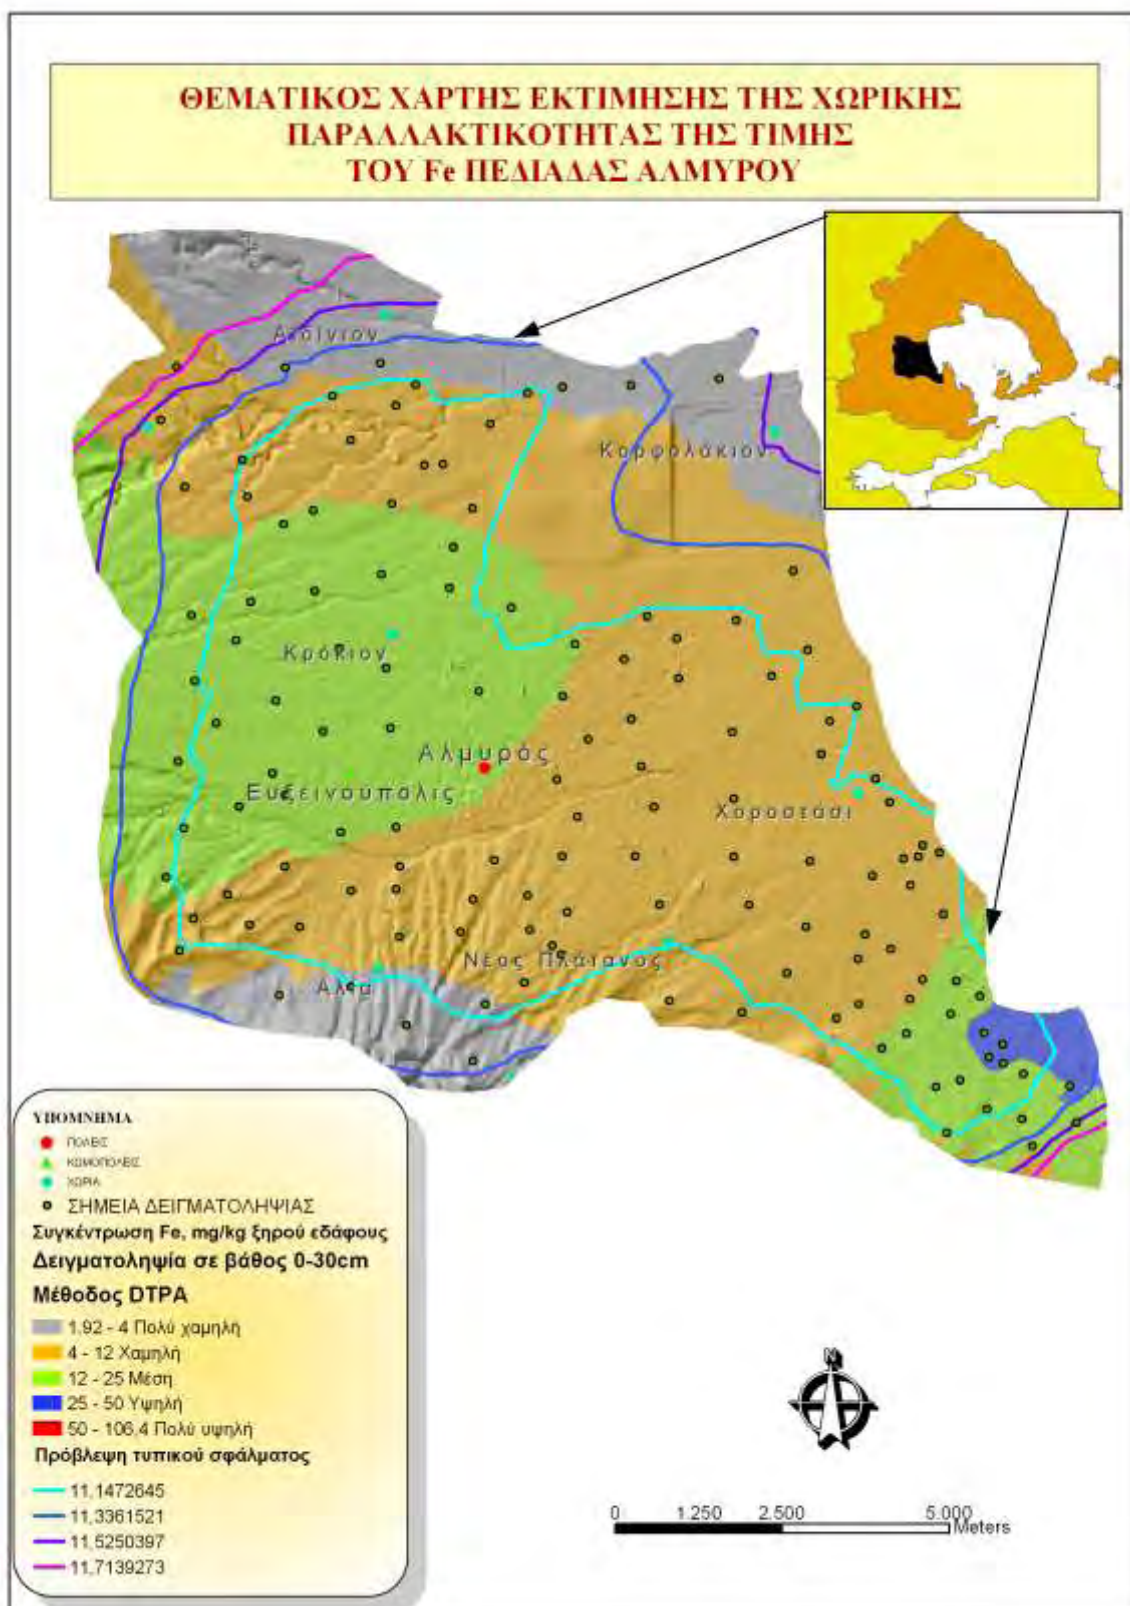 ΘΕΜΑΤΙΚΟΣ ΧΑΡΤΗΣ ΕΚΤΙΜΗΣΗΣ ΤΗΣ ΧΩΡΙΚΗΣ
ΠΑΡΑΛΛΑΚΤΙΚΟΤΗΤΑΣ ΤΗΣ ΤΙΜΗΣ
ΤΟΥ Fe ΠΕΔΙΑΔΑΣ ΑΛΜΥΡΟΥ
Αϊδίνιον
Κορφολάκιον
Κρόκιον
Αλμυρός
Ευξεινούπολις
Χοροστάσι
Νέος Πλάτανος
ΥΠΟΜΝΗΜΑ
ΠΟΛΕΙΣ
ΚΩΜΟΠΟΛΕΙΣ
ΧΩΡΙΑ
ΣΗΜΕΙΑ ΔΕΙΓΜΑΤΟΛΗΨΙΑΣ
Συγκέντρωση Fe, mg/kg ξηρού εδάφους
Δειγματοληψία σε βάθος 0-30cm
Μέθοδος DTPA
1,92 - 4 Πολύ χαμηλή
4 - 12 Χαμηλή
12 - 25 Μέση
25 - 50 Υψηλή
50 - 106,4 Πολύ υψηλή
Πρόβλεψη τυπικού σφάλματος
11,1472645
11,3361521
11,5250397
11,7139273
N
0 1.250 2.500 5.000
Meters